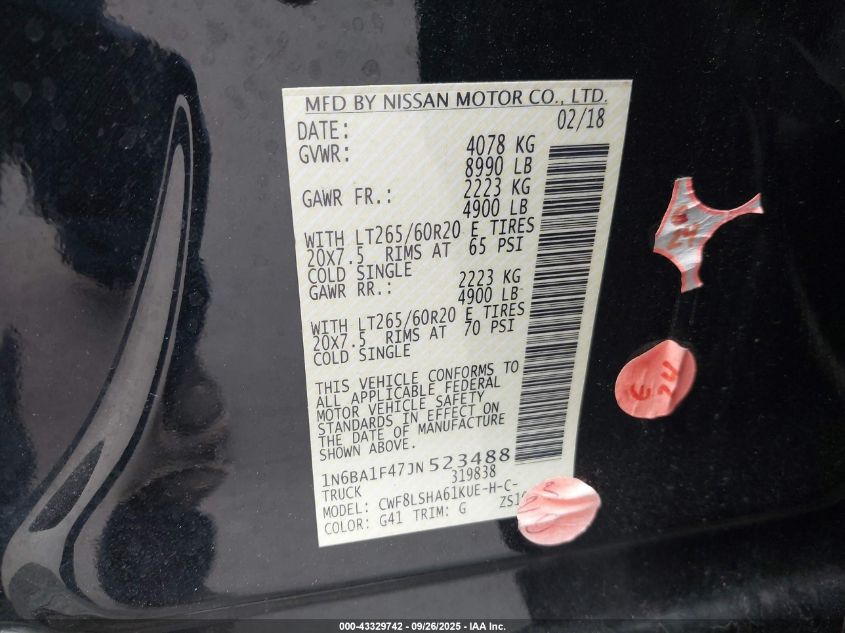 MFD BY NISSAN MOTOR CO., LTD.
DATE: 02/18
GVWR: 4078 KG
8990 LB
GAWR FR.: 2223 KG
4900 LB
WITH LT265/60R20 E TIRES
20X7.5 RIMS AT 65 PSI
COLD SINGLE
GAWR RR.: 2223 KG
4900 LB
WITH LT265/60R20 E TIRES
20X7.5 RIMS AT 70 PSI
COLD SINGLE
THIS VEHICLE CONFORMS TO
ALL APPLICABLE FEDERAL
MOTOR VEHICLE SAFETY
STANDARDS IN EFFECT ON
THE DATE OF MANUFACTURE
SHOWN ABOVE.
1N6BA1F47JN523488
TRUCK 319838
MODEL: CWF8LSHA61KUE-H-C-
COLOR: G41 TRIM: G
000-43329742 - 09/26/2025 - IAA Inc.